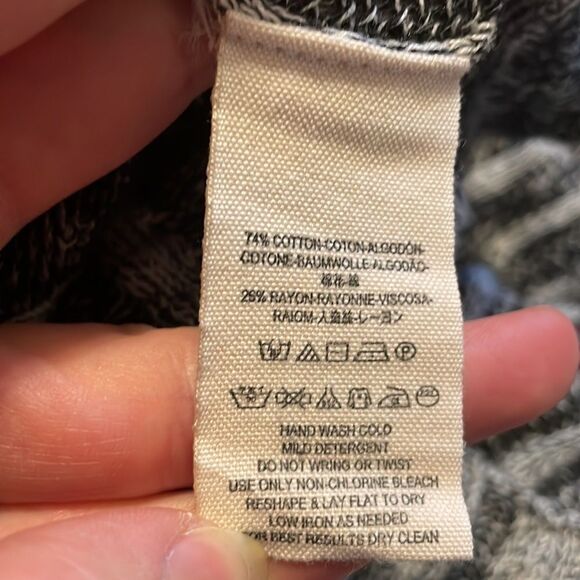 74% COTTON-COTON-ALGODÓN-
COTONE-BAUMWOLLE-ALGODÃO-
棉花-綿
26% RAYON-RAYONNE-VISCOSA-
RAIOM-人造絲-レーヨン
HAND WASH COLD
MILD DETERGENT
DO NOT WRING OR TWIST
USE ONLY NON-CHLORINE BLEACH
RESHAPE & LAY FLAT TO DRY
LOW IRON AS NEEDED
FOR BEST RESULTS DRY CLEAN